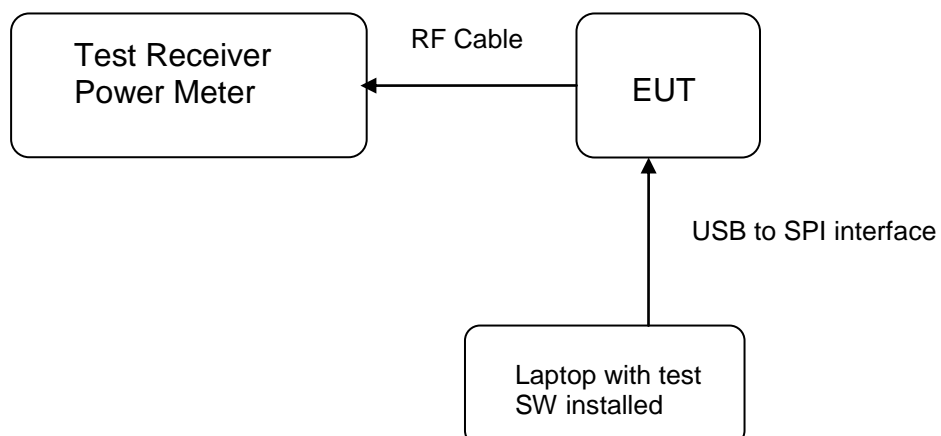 Test Receiver
Power Meter
RF Cable
EUT
USB to SPI interface
Laptop with test
SW installed